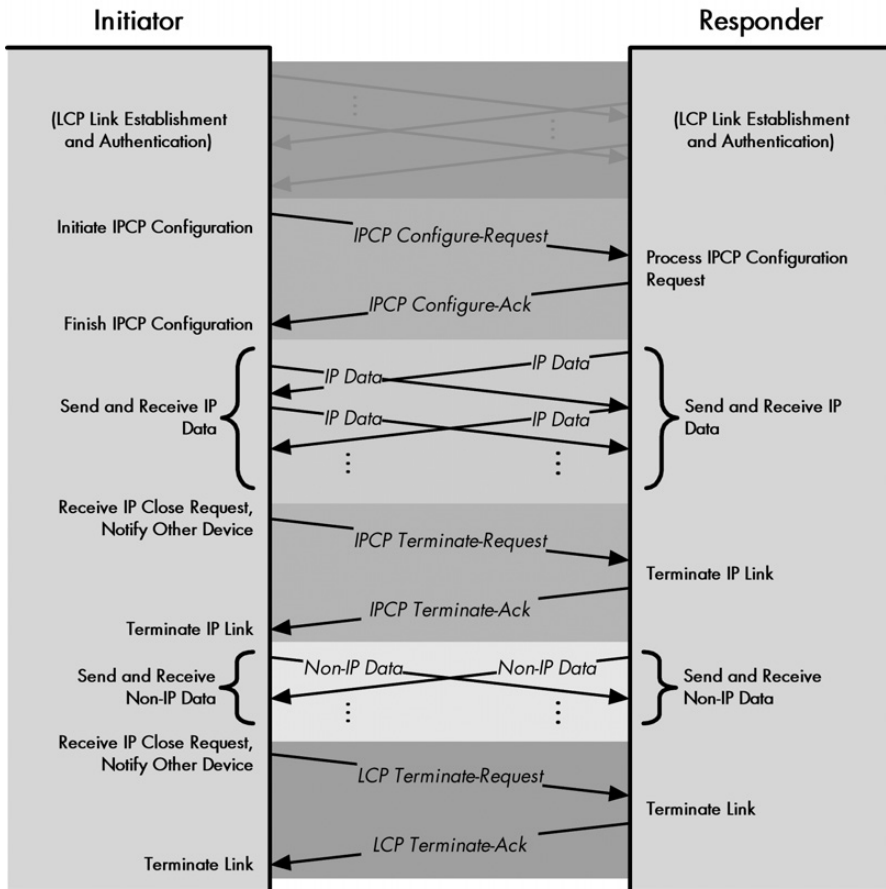 Initiator
Responder
(LCP Link Establishment
and Authentication)
(LCP Link Establishment
and Authentication)
Initiate IPCP Configuration
IPCP Configure-Request
Process IPCP Configuration
Request
IPCP Configure-Ack
Finish IPCP Configuration
IP Data
IP Data
Send and Receive IP
Data
Send and Receive IP
Data
IP Data
IP Data
Receive IP Close Request,
Notify Other Device
IPCP Terminate-Request
Terminate IP Link
IPCP Terminate-Ack
Terminate IP Link
Non-IP Data
Non-IP Data
Send and Receive
Non-IP Data
Send and Receive
Non-IP Data
Receive IP Close Request,
Notify Other Device
LCP Terminate-Request
Terminate Link
LCP Terminate-Ack
Terminate Link